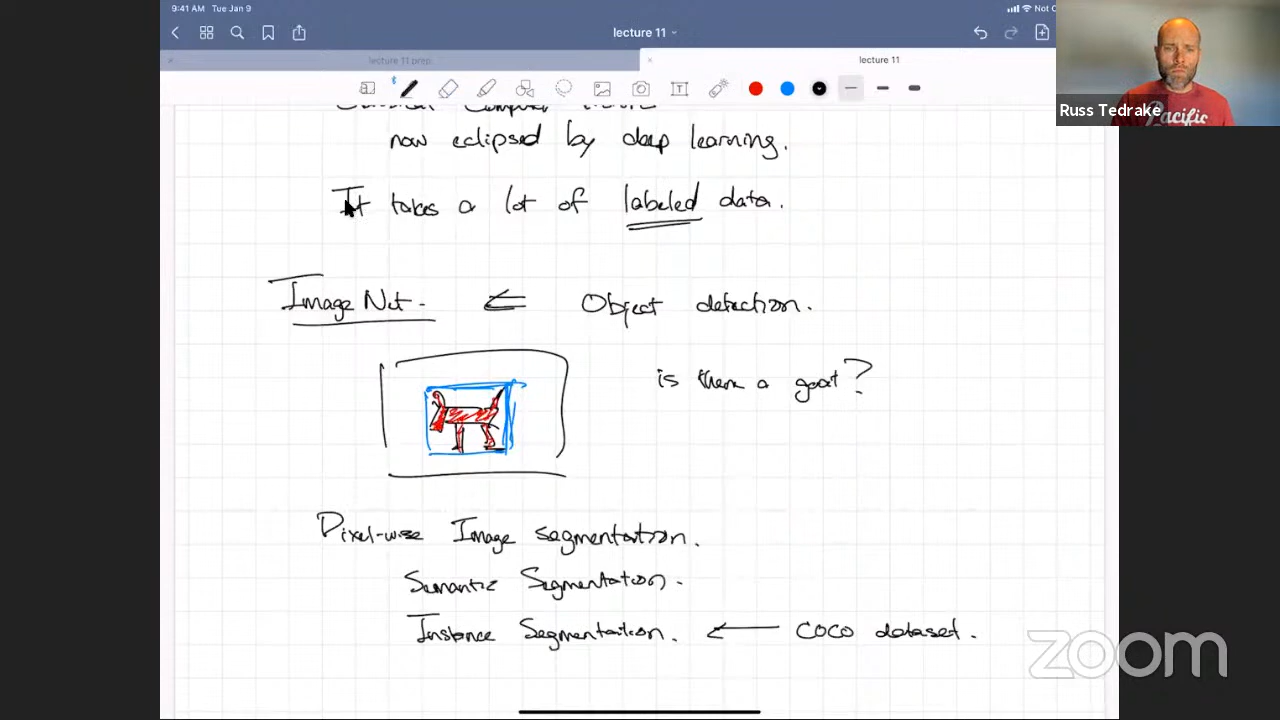 9:41 AM Tue Jan 9
lecture 11
lecture 11 prep
lecture 11
Russ Tedrake
Pacific
now eclipsed by deep learning.
It takes a lot of labeled data.
ImageNet. Object detection.
is there a goat?
Pixel-wise Image segmentation.
Semantic Segmentation.
Instance Segmentation. COCO dataset.
zoom